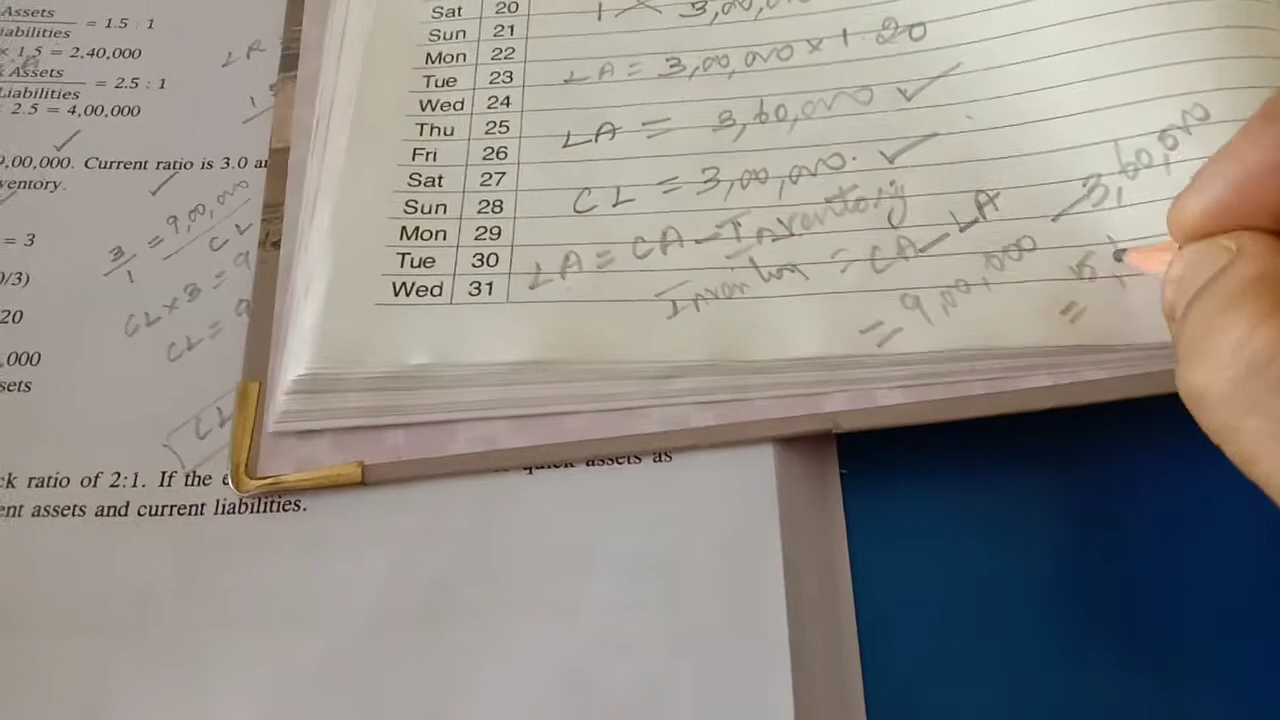 Assets
iabilities = 1.5 : 1
× 1.5 = 2,40,000
Assets
Liabilities = 2.5 : 1
2.5 = 4,00,000
9,00,000. Current ratio is 3.0 an
ventory.
= 3
0/3)
20
,000
sets
ck ratio of 2:1. If the
ent assets and current liabilities.
quick assets as
LR
1
3/1 = 9,00,000/CL
CL × 3 = 9
CL = 9
CL
Sat 20
Sun 21
Mon 22
Tue 23
Wed 24
Thu 25
Fri 26
Sat 27
Sun 28
Mon 29
Tue 30
Wed 31
LA = 3,00,000 × 1.20
LA = 3,60,000 ✓
CL = 3,00,000. ✓
LA = CA - Inventory
Inventory = CA - LA
= 9,00,000 - 3,60,000
= 5,